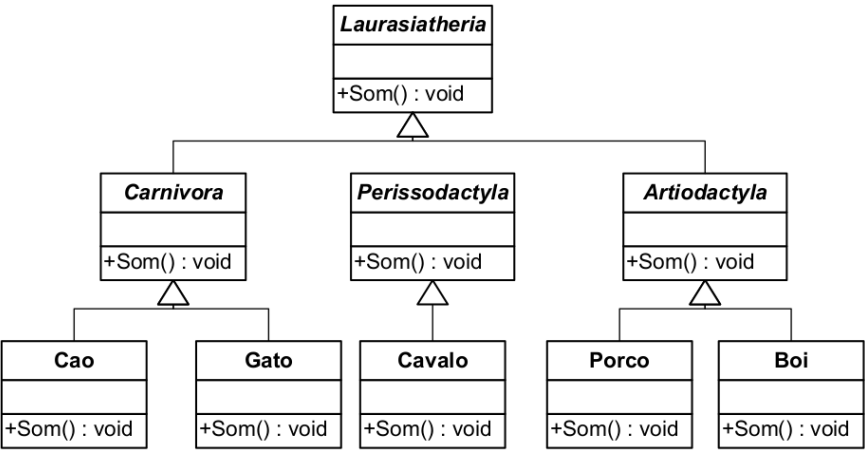 Laurasiatheria
+Som() : void
Carnivora
Perissodactyla
Artiodactyla
+Som() : void
+Som() : void
+Som() : void
Cao
Gato
Cavalo
Porco
Boi
+Som() : void
+Som() : void
+Som() : void
+Som() : void
+Som() : void